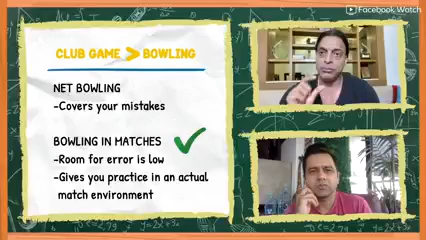 Facebook Watch
CLUB GAME > BOWLING
NET BOWLING
-Covers your mistakes
BOWLING IN MATCHES
-Room for error is low
-Gives you practice in an actual
match environment